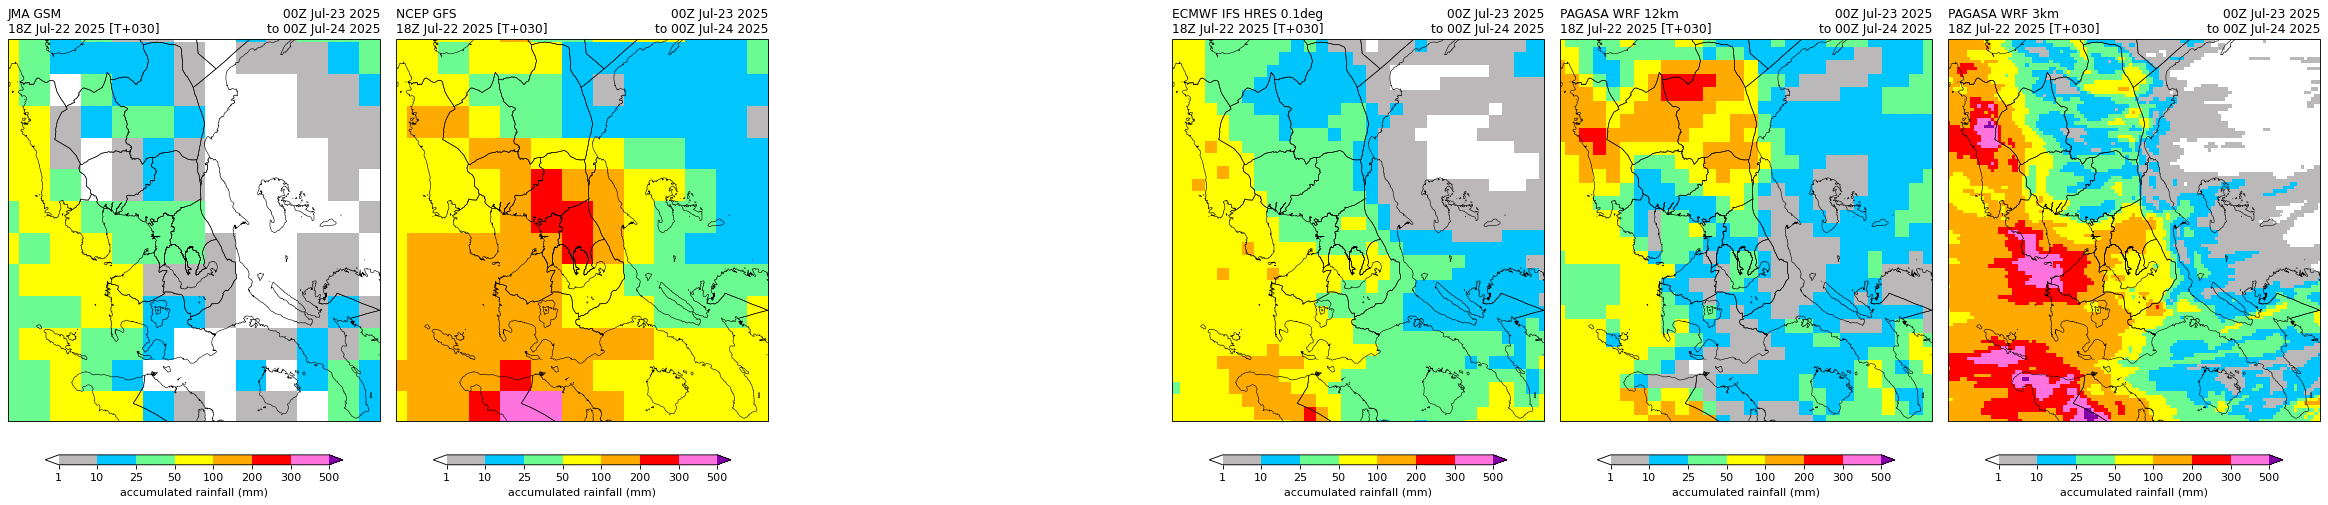 JMA GSM 00Z Jul-23 2025
18Z Jul-22 2025 [T+030] to 00Z Jul-24 2025
1 10 25 50 100 200 300 500
accumulated rainfall (mm)
NCEP GFS 00Z Jul-23 2025
18Z Jul-22 2025 [T+030] to 00Z Jul-24 2025
1 10 25 50 100 200 300 500
accumulated rainfall (mm)
ECMWF IFS HRES 0.1deg 00Z Jul-23 2025
18Z Jul-22 2025 [T+030] to 00Z Jul-24 2025
1 10 25 50 100 200 300 500
accumulated rainfall (mm)
PAGASA WRF 12km 00Z Jul-23 2025
18Z Jul-22 2025 [T+030] to 00Z Jul-24 2025
1 10 25 50 100 200 300 500
accumulated rainfall (mm)
PAGASA WRF 3km 00Z Jul-23 2025
18Z Jul-22 2025 [T+030] to 00Z Jul-24 2025
1 10 25 50 100 200 300 500
accumulated rainfall (mm)